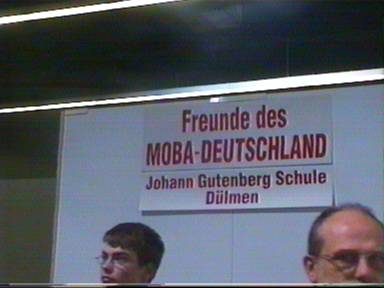 Freunde des
MOBA-DEUTSCHLAND
Johann Gutenberg Schule
Dülmen